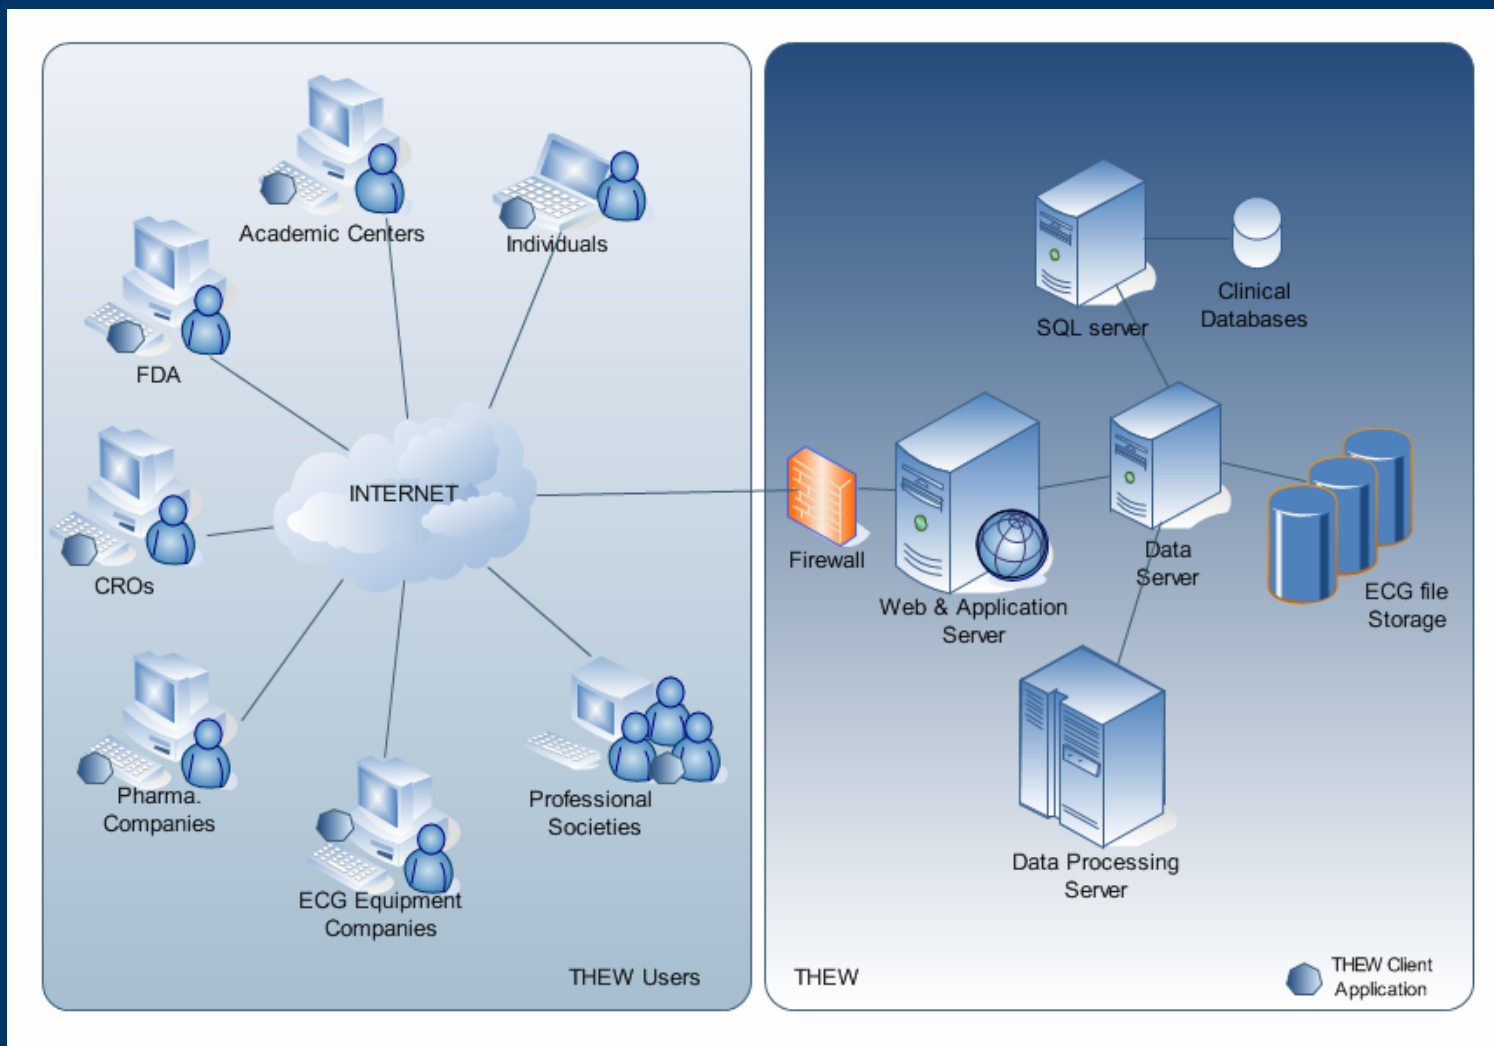 Academic Centers
Individuals
FDA
INTERNET
CROs
Pharma.
Companies
Professional
Societies
ECG Equipment
Companies
THEW Users
SQL server
Clinical
Databases
Firewall
Web & Application
Server
Data
Server
ECG file
Storage
Data Processing
Server
THEW
THEW Client
Application